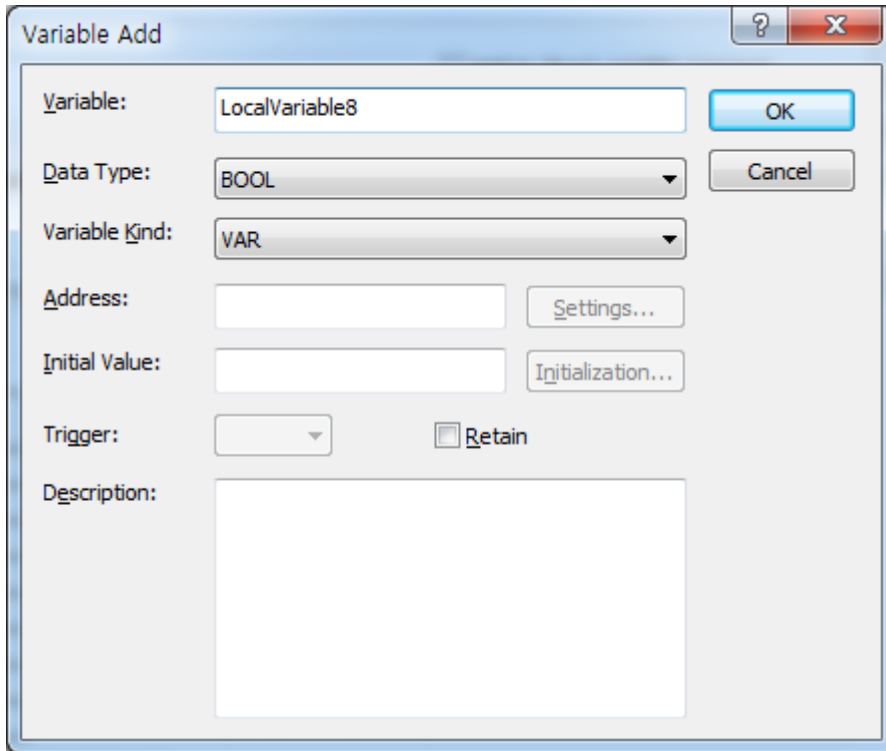 Variable Add
Variable:
LocalVariable8
OK
Data Type:
BOOL
Cancel
Variable Kind:
VAR
Address:
Settings...
Initial Value:
Initialization...
Trigger:
Retain
Description: